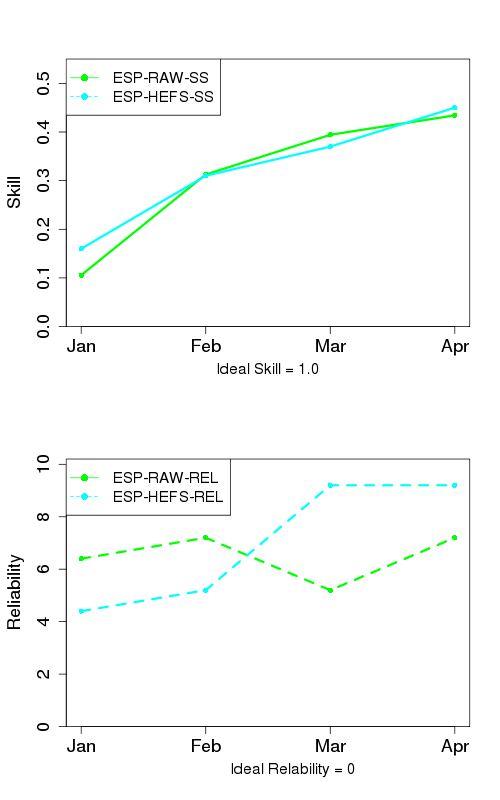 ESP-RAW-SS
ESP-HEFS-SS
Skill
0.5
0.4
0.3
0.2
0.1
0.0
Jan Feb Mar Apr
Ideal Skill = 1.0
ESP-RAW-REL
ESP-HEFS-REL
Reliability
10
8
6
4
2
0
Jan Feb Mar Apr
Ideal Relability = 0